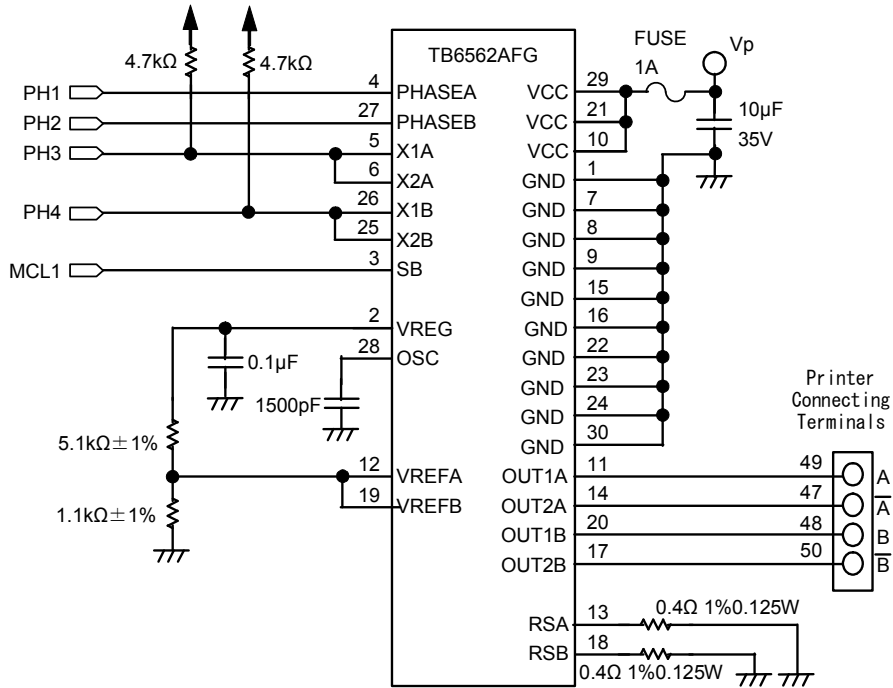 TB6562AFG
FUSE
1A
Vp
10µF
35V
4.7kΩ
4.7kΩ
PH1
4
PHASEA
PH2
27
PHASEB
PH3
5
X1A
6
X2A
PH4
26
X1B
25
X2B
MCL1
3
SB
2
VREG
28
OSC
0.1µF
1500pF
5.1kΩ±1%
12
VREFA
19
VREFB
1.1kΩ±1%
VCC
29
VCC
21
VCC
10
GND
1
GND
7
GND
8
GND
9
GND
15
GND
16
GND
22
GND
23
GND
24
GND
30
Printer
Connecting
Terminals
OUT1A
11
49
A
OUT2A
14
47
A̅
OUT1B
20
48
B
OUT2B
17
50
B̅
RSA
13
0.4Ω 1%0.125W
RSB
18
0.4Ω 1%0.125W